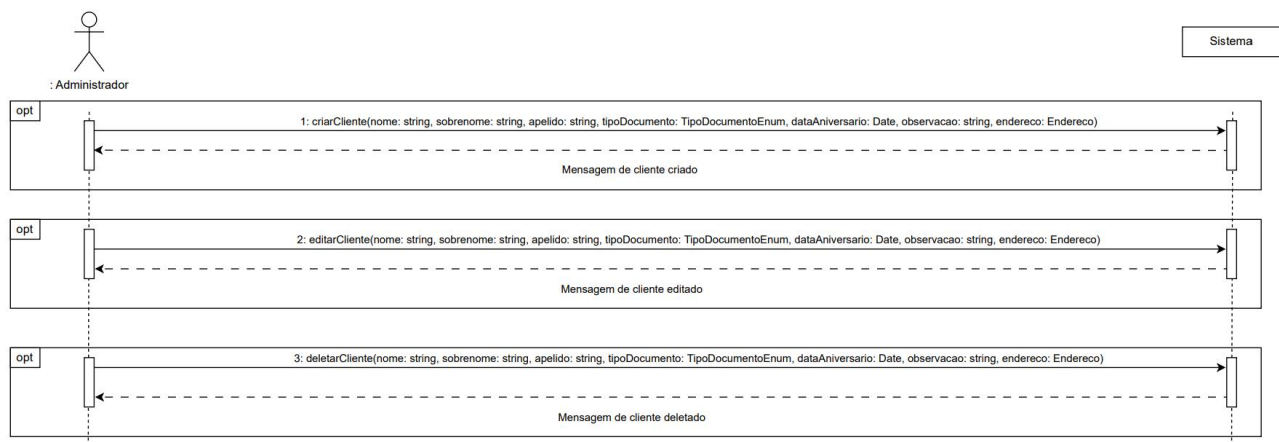 Sistema
: Administrador
opt
1: criarCliente(nome: string, sobrenome: string, apelido: string, tipoDocumento: TipoDocumentoEnum, dataAniversario: Date, observacao: string, endereco: Endereco)
Mensagem de cliente criado
opt
2: editarCliente(nome: string, sobrenome: string, apelido: string, tipoDocumento: TipoDocumentoEnum, dataAniversario: Date, observacao: string, endereco: Endereco)
Mensagem de cliente editado
opt
3: deletarCliente(nome: string, sobrenome: string, apelido: string, tipoDocumento: TipoDocumentoEnum, dataAniversario: Date, observacao: string, endereco: Endereco)
Mensagem de cliente deletado